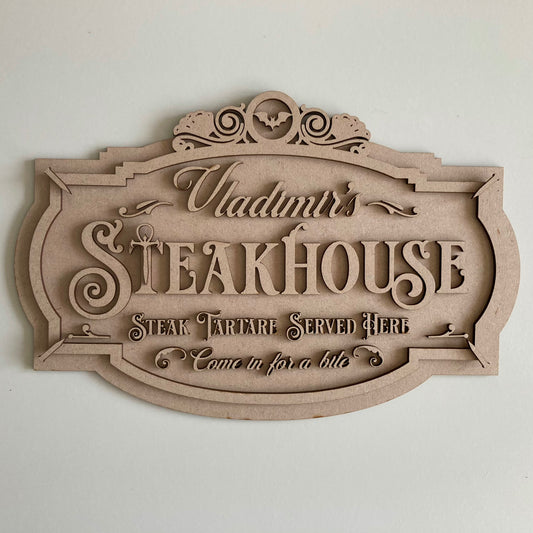 Vladimir's
STEAKHOUSE
STEAK TARTARE SERVED HERE
Come in for a bite